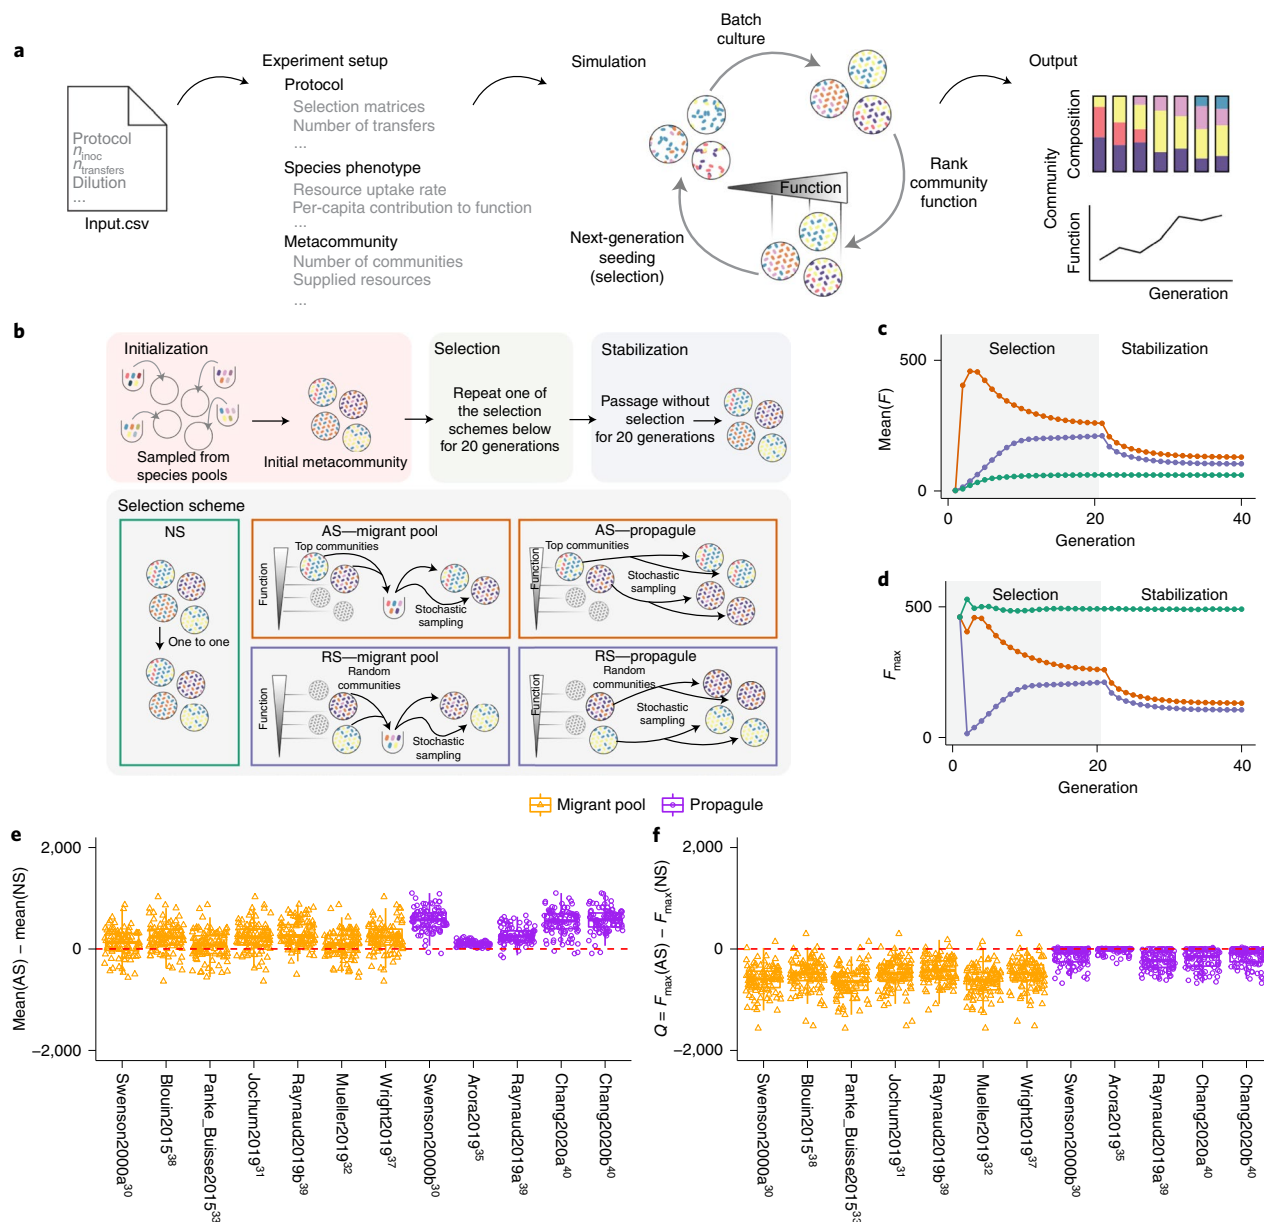 a
Protocol
n_inoc
n_transfers
Dilution
...
Input.csv
Experiment setup
Protocol
Selection matrices
Number of transfers
...
Species phenotype
Resource uptake rate
Per-capita contribution to function
...
Metacommunity
Number of communities
Supplied resources
...
Simulation
Batch
culture
Function
Rank
community
function
Next-generation
seeding
(selection)
Output
Community
Composition
Function
Generation
b
Initialization
Sampled from
species pools
Initial metacommunity
Selection
Repeat one of
the selection
schemes below
for 20 generations
Stabilization
Passage without
selection
for 20 generations
Selection scheme
NS
One to one
AS—migrant pool
Top communities
Function
Stochastic
sampling
AS—propagule
Top communities
Function
Stochastic
sampling
RS—migrant pool
Random
communities
Function
Stochastic
sampling
RS—propagule
Random
communities
Function
Stochastic
sampling
c
Selection
Stabilization
500
0
Mean(F)
0
20
40
Generation
d
Selection
Stabilization
500
0
F_max
0
20
40
Generation
Migrant pool
Propagule
e
2,000
0
−2,000
Mean(AS) − mean(NS)
Swenson2000a30
Blouin201538
Panke_Buisse201533
Jochum201931
Raynaud2019b39
Mueller201932
Wright201937
Swenson2000b30
Arora201935
Raynaud2019a39
Chang2020a40
Chang2020b40
f
2,000
0
−2,000
Q = F_max(AS) − F_max(NS)
Swenson2000a30
Blouin201538
Panke_Buisse201533
Jochum201931
Raynaud2019b39
Mueller201932
Wright201937
Swenson2000b30
Arora201935
Raynaud2019a39
Chang2020a40
Chang2020b40